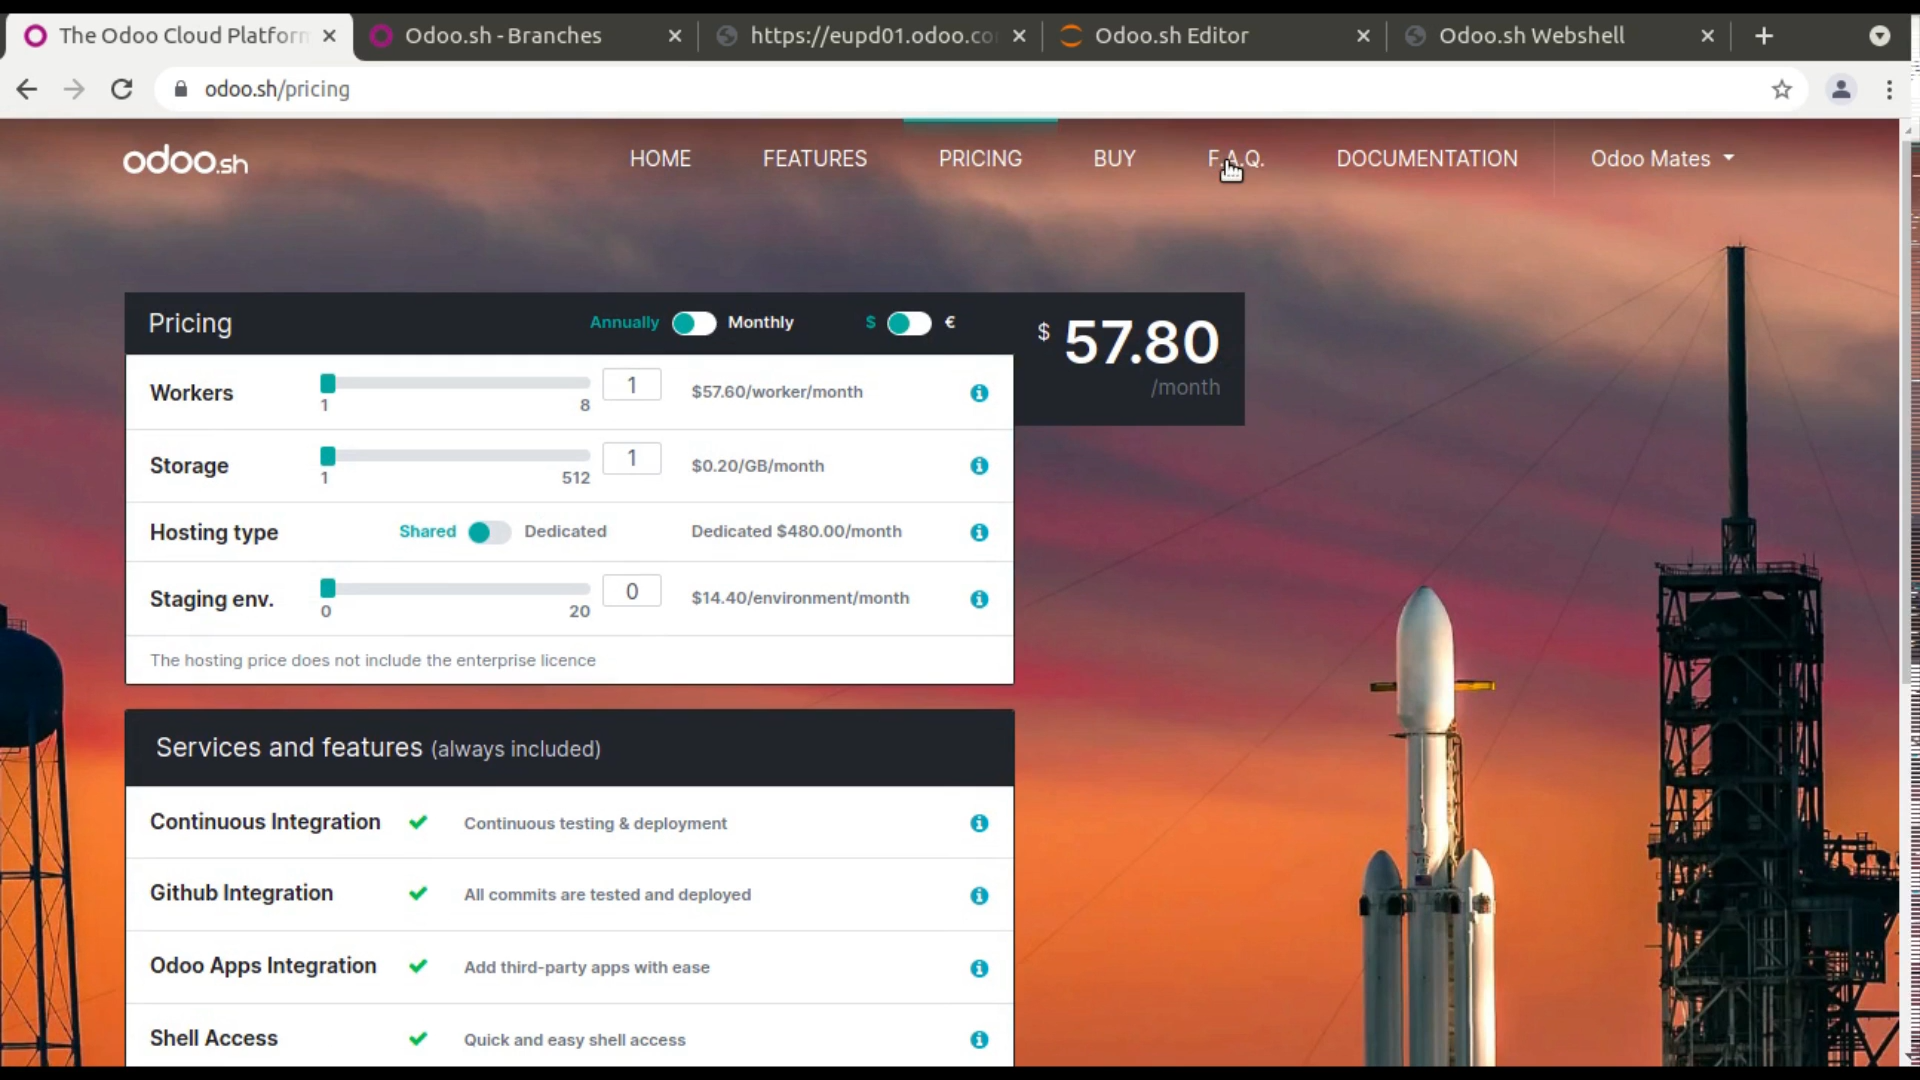 The Odoo Cloud Platform
Odoo.sh - Branches
https://eupd01.odoo.co
Odoo.sh Editor
Odoo.sh Webshell
odoo.sh/pricing
odoo.sh
HOME
FEATURES
PRICING
BUY
F.A.Q.
DOCUMENTATION
Odoo Mates
Pricing
Annually
Monthly
$
€
$ 57.80
/month
Workers
1
8
1
$57.60/worker/month
Storage
1
512
1
$0.20/GB/month
Hosting type
Shared
Dedicated
Dedicated $480.00/month
Staging env.
0
20
0
$14.40/environment/month
The hosting price does not include the enterprise licence
Services and features (always included)
Continuous Integration
Continuous testing & deployment
Github Integration
All commits are tested and deployed
Odoo Apps Integration
Add third-party apps with ease
Shell Access
Quick and easy shell access